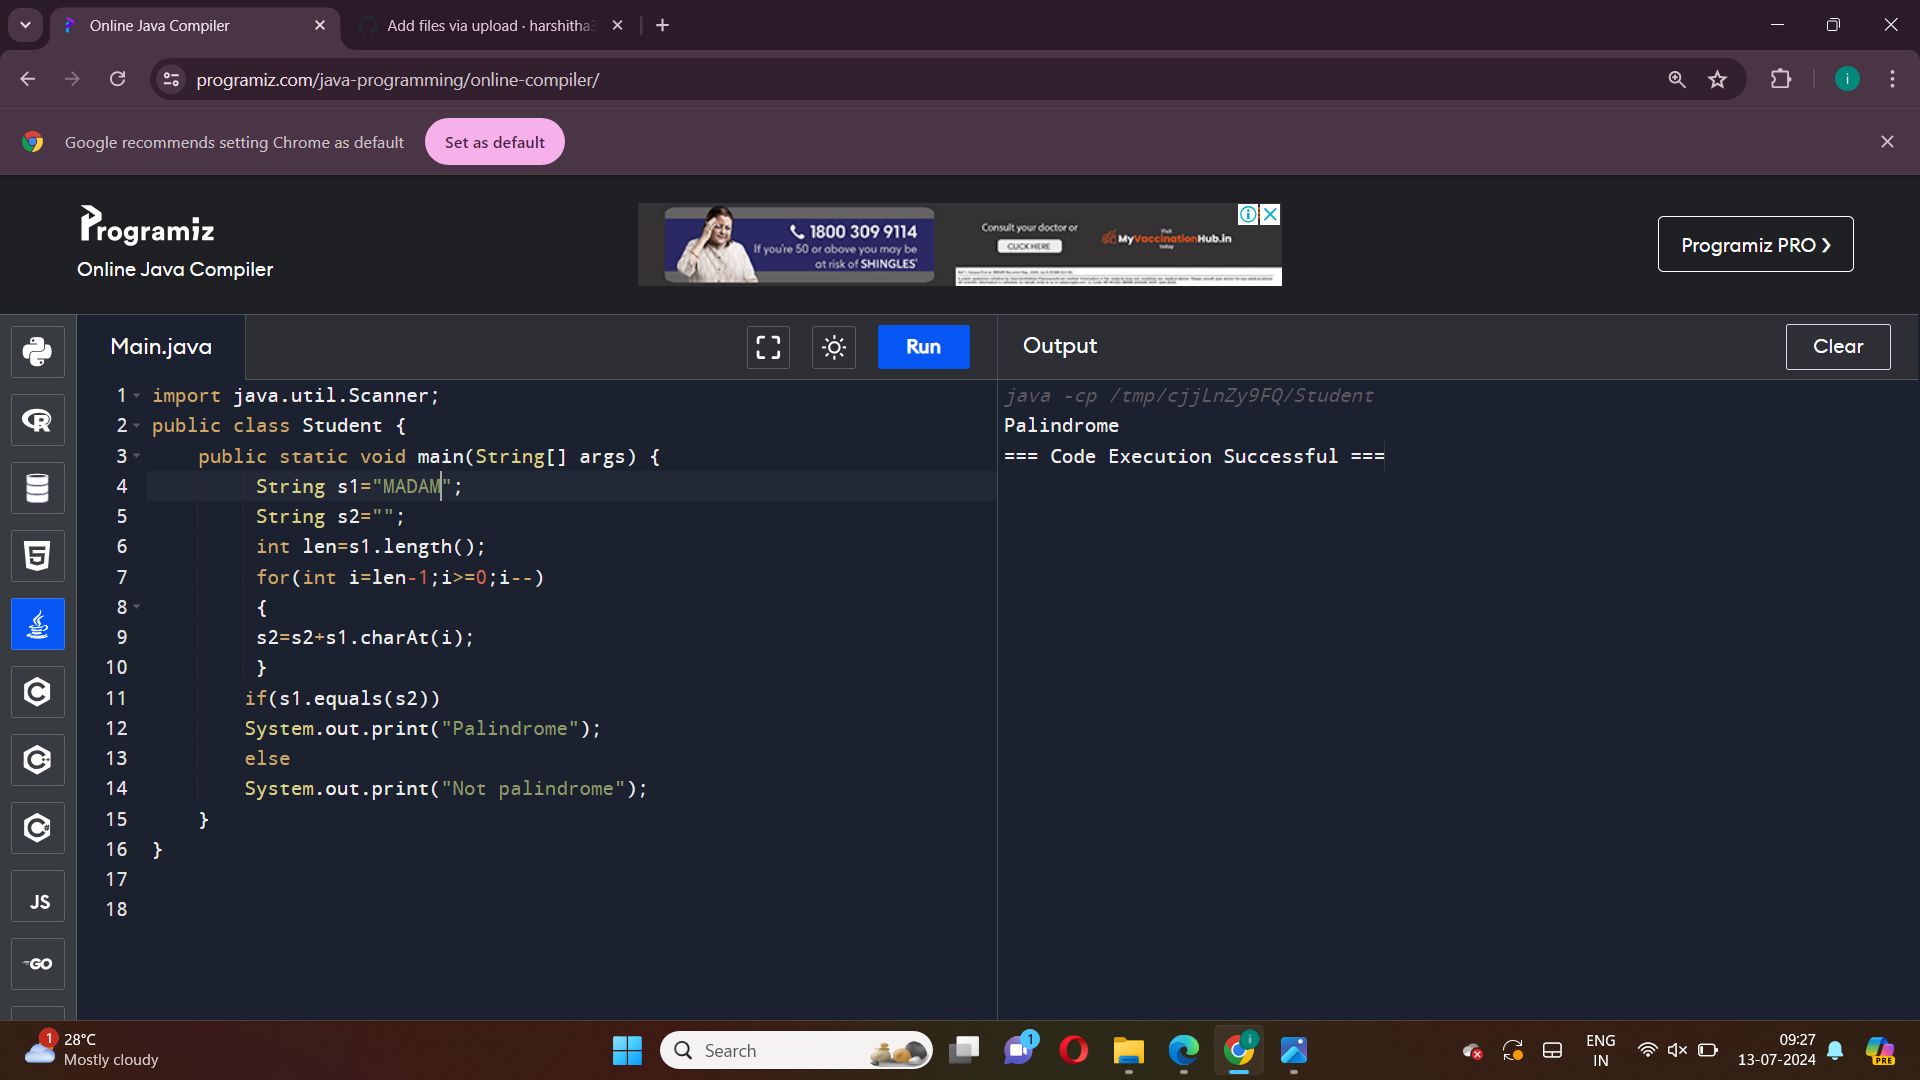 Online Java Compiler
Add files via upload · harshitha3
programiz.com/java-programming/online-compiler/
i
Google recommends setting Chrome as default
Set as default
Programiz
Online Java Compiler
1800 309 9114
If you're 50 or above you may be
at risk of SHINGLES*
Consult your doctor or
CLICK HERE
Visit
MyVaccinationHub.in
today
Programiz PRO ❯
Main.java
Run
Output
Clear
1 import java.util.Scanner;
2 public class Student {
3 public static void main(String[] args) {
4 String s1="MADAM";
5 String s2="";
6 int len=s1.length();
7 for(int i=len-1;i>=0;i--)
8 {
9 s2=s2+s1.charAt(i);
10 }
11 if(s1.equals(s2))
12 System.out.print("Palindrome");
13 else
14 System.out.print("Not palindrome");
15 }
16 }
17
18
java -cp /tmp/cjjLnZy9FQ/Student
Palindrome
=== Code Execution Successful ===
JS
GO
1
28°C
Mostly cloudy
Search
1
i
ENG
IN
09:27
13-07-2024
PRE